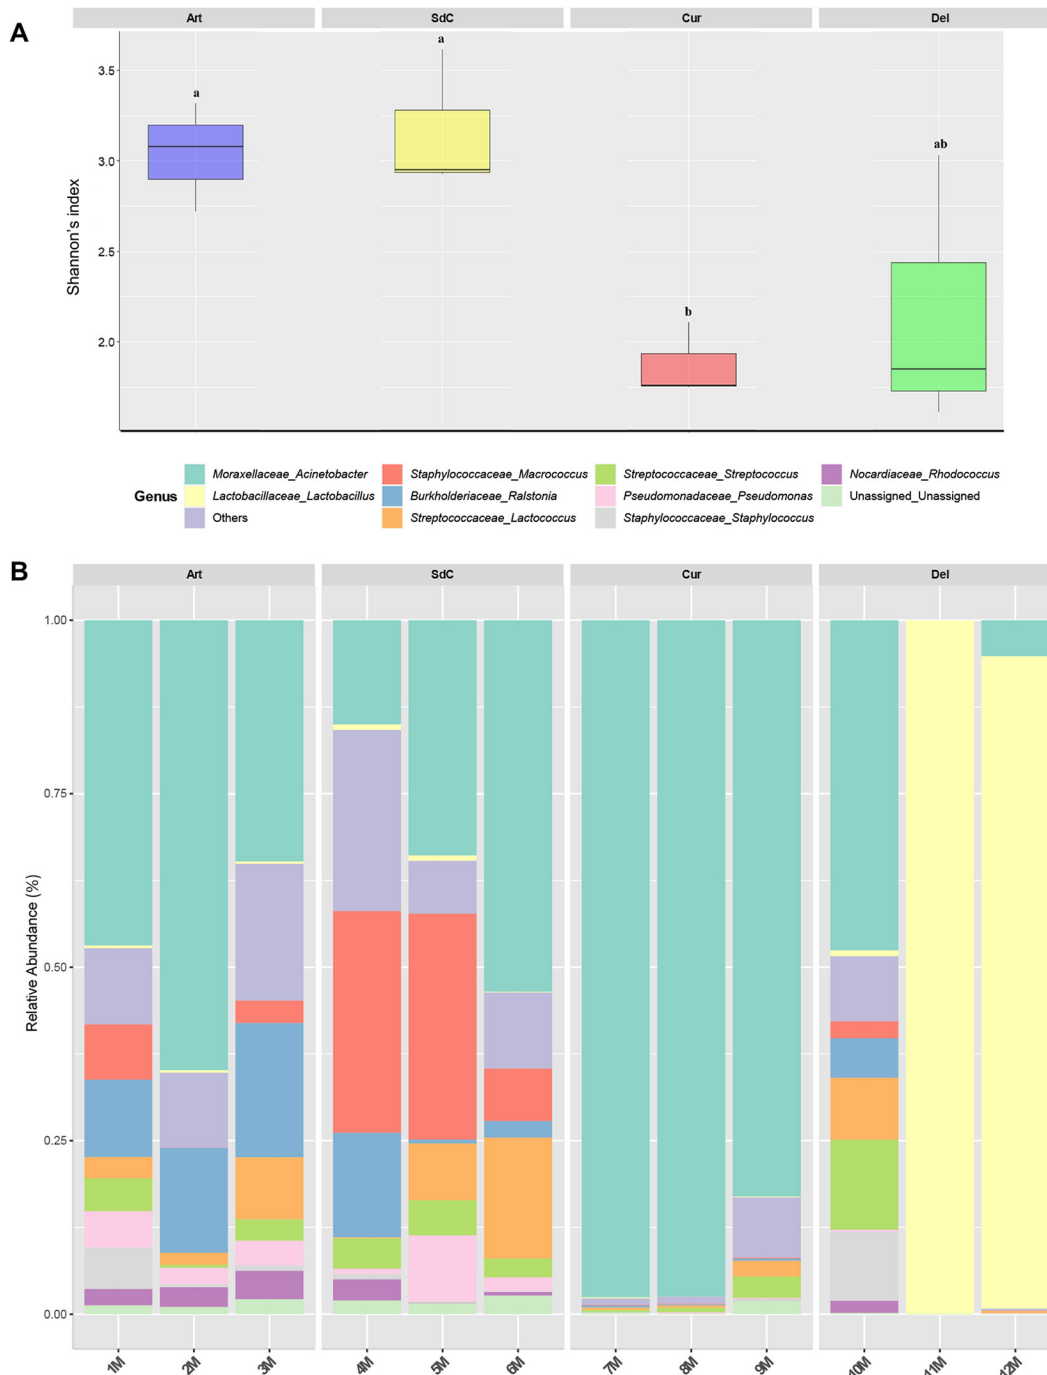 A
Art SdC Cur Del
Shannon's index
3.5
3.0
2.5
2.0
a
a
b
ab
Genus
Moraxellaceae_Acinetobacter Staphylococcaceae_Macrococcus Streptococcaceae_Streptococcus Nocardiaceae_Rhodococcus
Lactobacillaceae_Lactobacillus Burkholderiaceae_Ralstonia Pseudomonadaceae_Pseudomonas Unassigned_Unassigned
Others Streptococcaceae_Lactococcus Staphylococcaceae_Staphylococcus
B
Art SdC Cur Del
Relative Abundance (%)
1.00
0.75
0.50
0.25
0.00
1M 2M 3M 4M 5M 6M 7M 8M 9M 10M 11M 12M